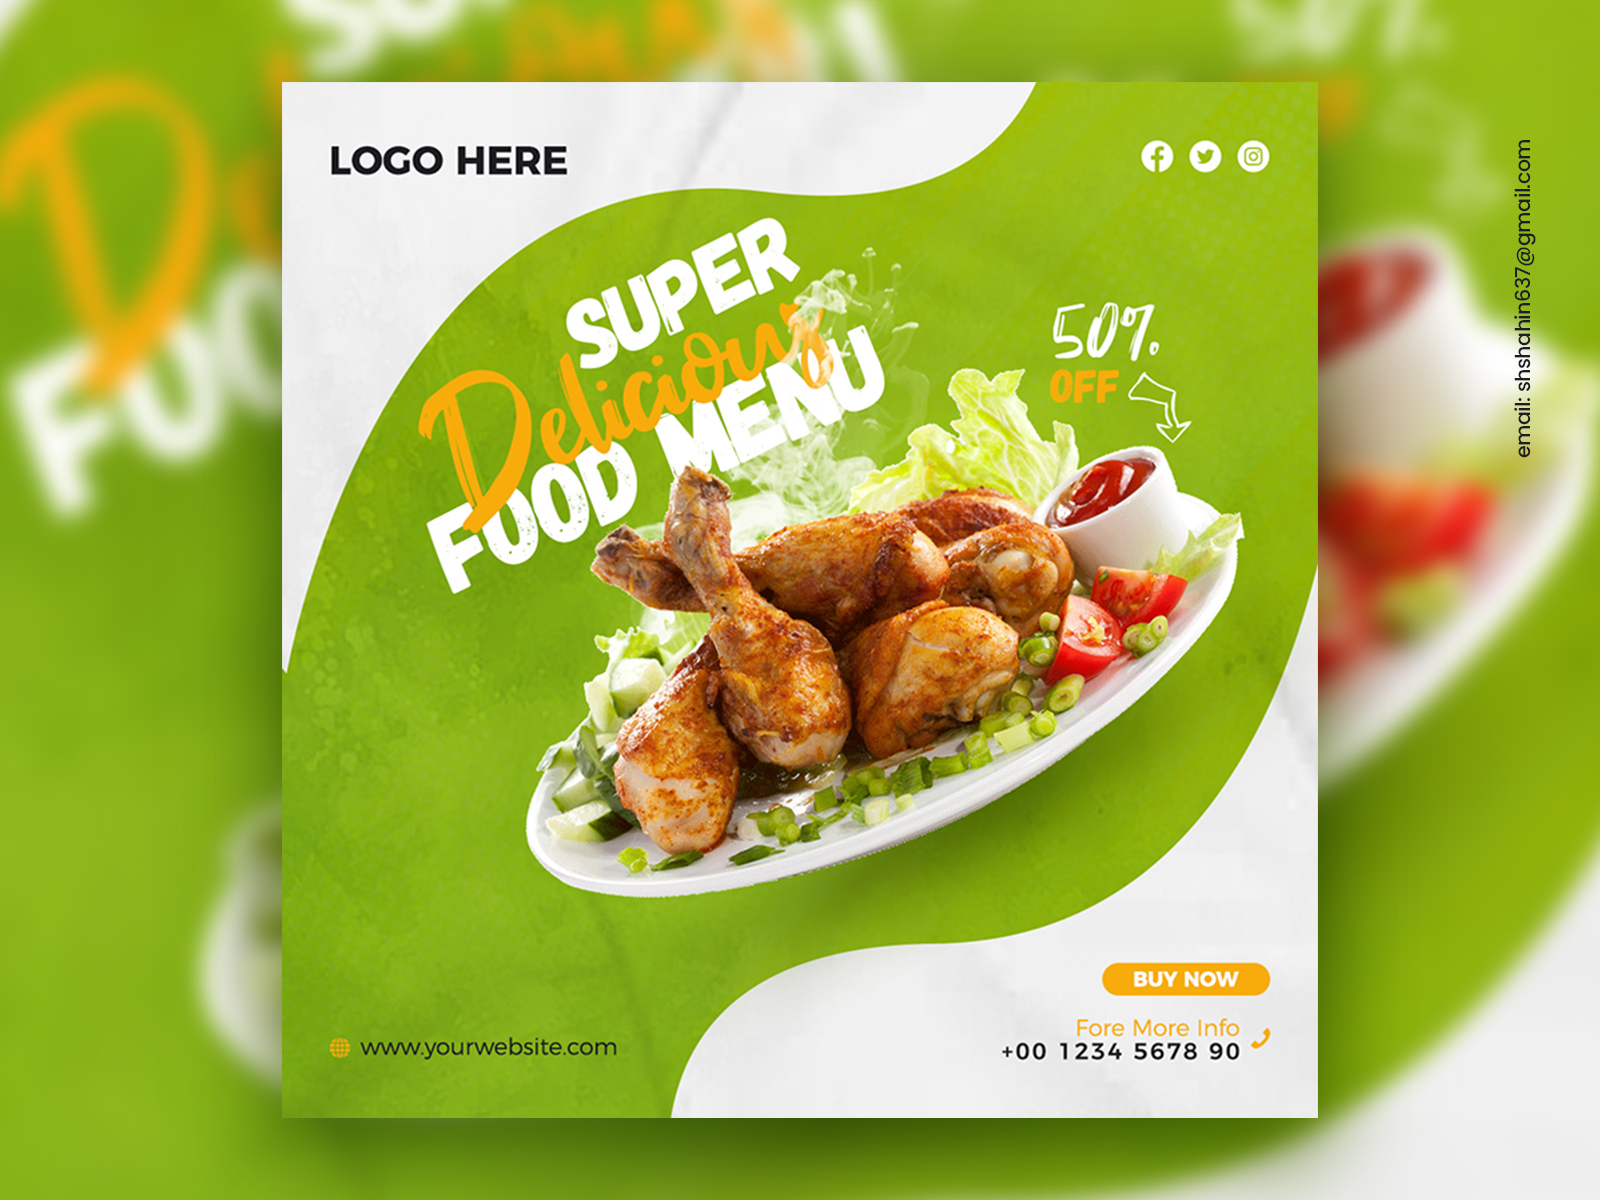 LOGO HERE
SUPER
Delicious
FOOD MENU
50%
OFF
BUY NOW
Fore More Info
+00 1234 5678 90
www.yourwebsite.com
email: shshahin637@gmail.com